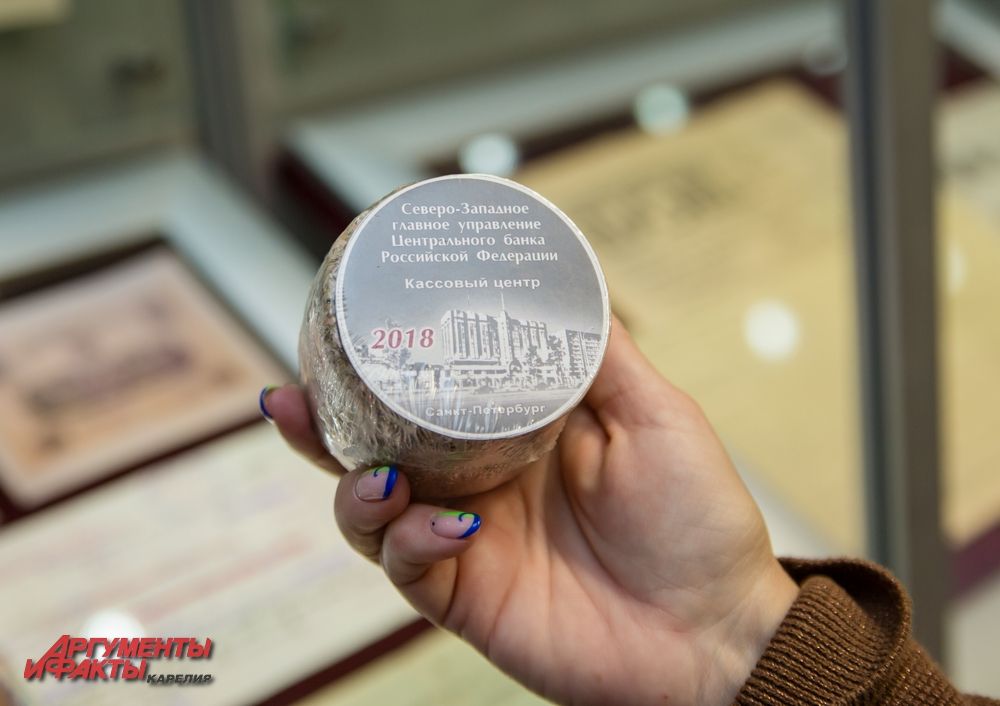 Северо-Западное
главное управление
Центрального банка
Российской Федерации
Кассовый центр
2018
Санкт-Петербург
АРГУМЕНТЫ
И ФАКТЫ
КАРЕЛИЯ